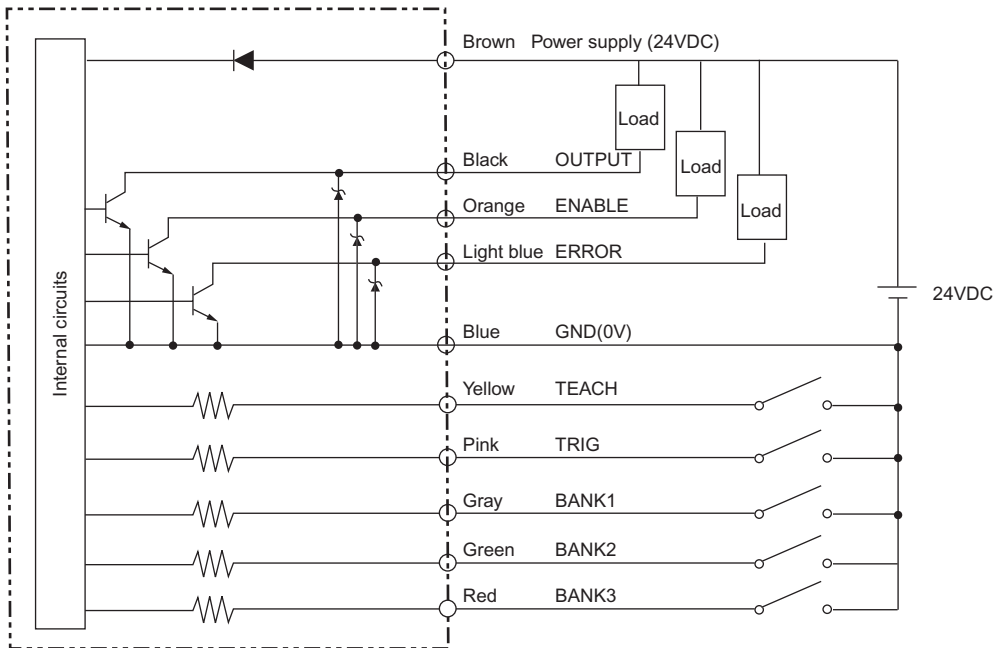 Brown Power supply (24VDC)
Load
Black OUTPUT
Load
Orange ENABLE
Load
Light blue ERROR
Internal circuits
24VDC
Blue GND(0V)
Yellow TEACH
Pink TRIG
Gray BANK1
Green BANK2
Red BANK3